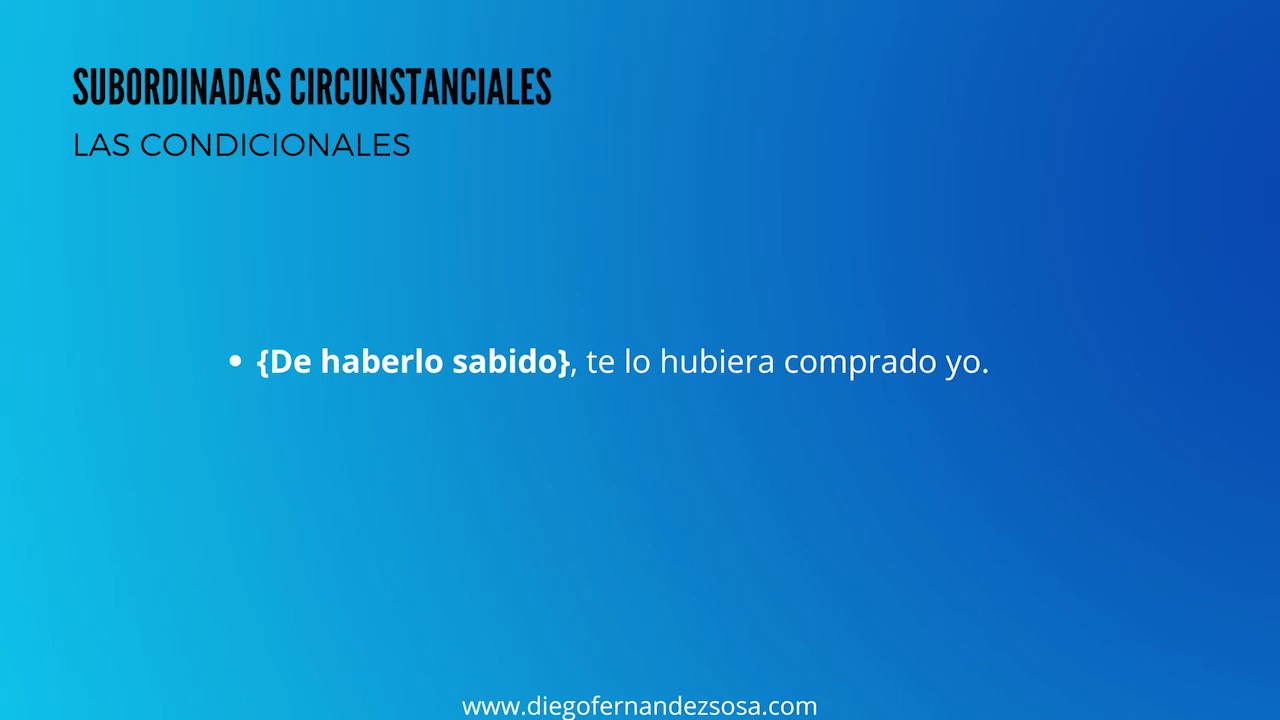 SUBORDINADAS CIRCUNSTANCIALES
LAS CONDICIONALES
• {De haberlo sabido}, te lo hubiera comprado yo.
www.diegofernandezsosa.com